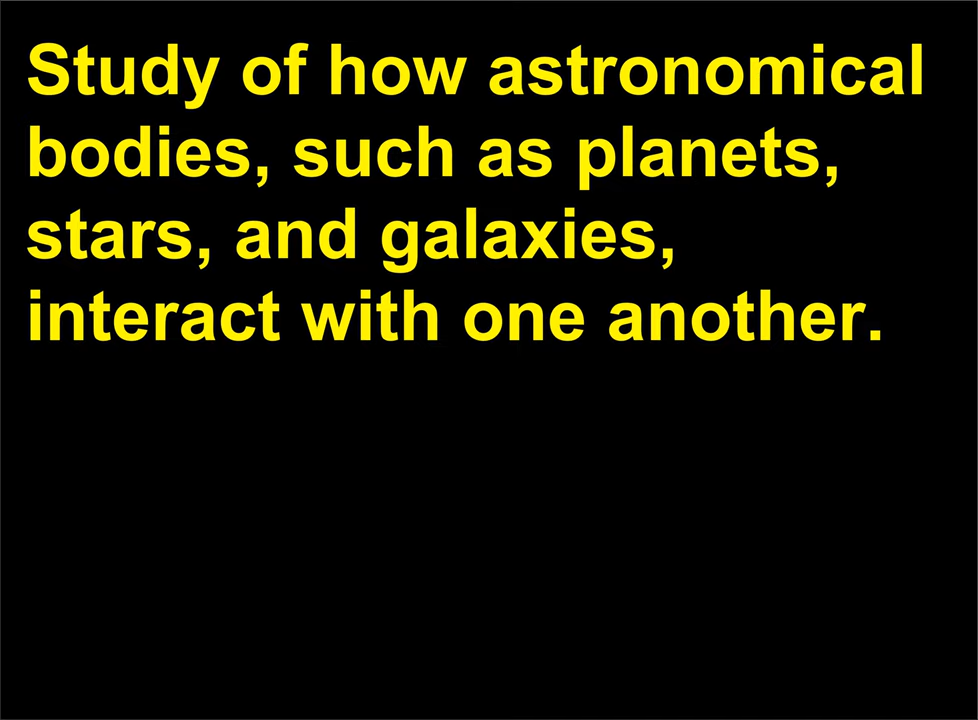 Study of how astronomical
bodies, such as planets,
stars, and galaxies,
interact with one another.